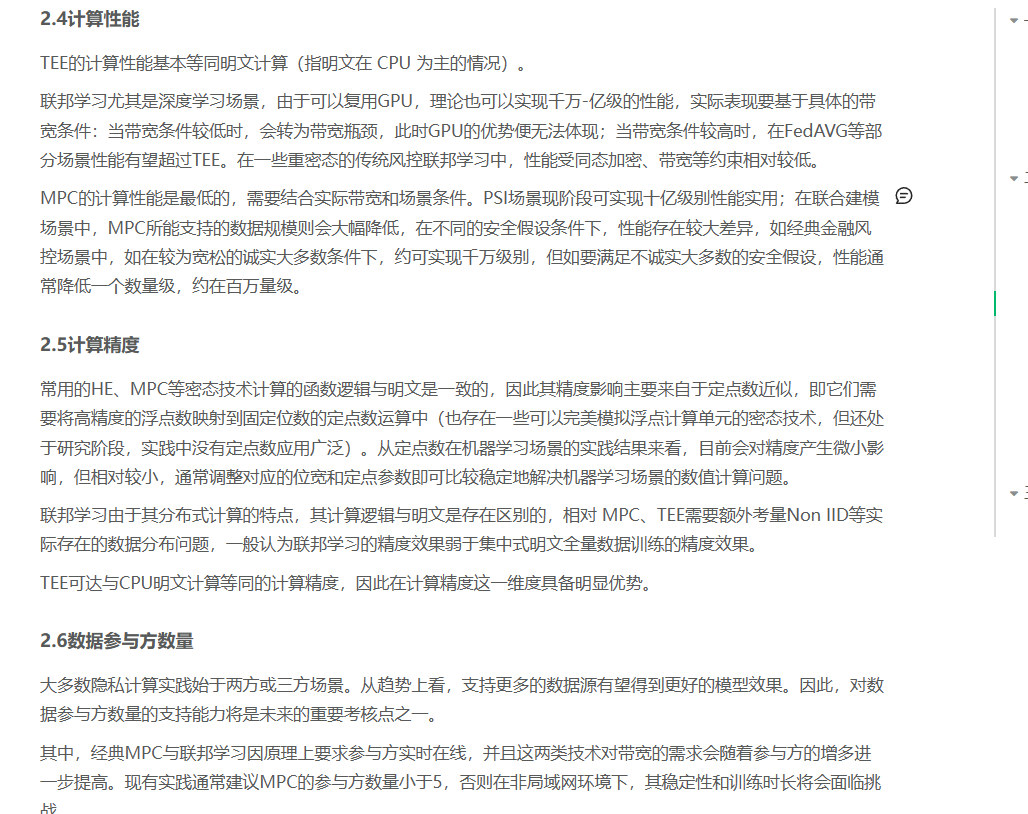 2.4计算性能
TEE的计算性能基本等同明文计算（指明文在 CPU 为主的情况）。
联邦学习尤其是深度学习场景，由于可以复用GPU，理论也可以实现千万-亿级的性能，实际表现要基于具体的带
宽条件：当带宽条件较低时，会转为带宽瓶颈，此时GPU的优势便无法体现；当带宽条件较高时，在FedAVG等部
分场景性能有望超过TEE。在一些重密态的传统风控联邦学习中，性能受同态加密、带宽等约束相对较低。
MPC的计算性能是最低的，需要结合实际带宽和场景条件。PSI场景现阶段可实现十亿级别性能实用；在联合建模
场景中，MPC所能支持的数据规模则会大幅降低，在不同的安全假设条件下，性能存在较大差异，如经典金融风
控场景中，如在较为宽松的诚实大多数条件下，约可实现千万级别，但如要满足不诚实大多数的安全假设，性能通
常降低一个数量级，约在百万量级。
2.5计算精度
常用的HE、MPC等密态技术计算的函数逻辑与明文是一致的，因此其精度影响主要来自于定点数近似，即它们需
要将高精度的浮点数映射到固定位数的定点数运算中（也存在一些可以完美模拟浮点计算单元的密态技术，但还处
于研究阶段，实践中没有定点数应用广泛）。从定点数在机器学习场景的实践结果来看，目前会对精度产生微小影
响，但相对较小，通常调整对应的位宽和定点参数即可比较稳定地解决机器学习场景的数值计算问题。
联邦学习由于其分布式计算的特点，其计算逻辑与明文是存在区别的，相对 MPC、TEE需要额外考量Non IID等实
际存在的数据分布问题，一般认为联邦学习的精度效果弱于集中式明文全量数据训练的精度效果。
TEE可达与CPU明文计算等同的计算精度，因此在计算精度这一维度具备明显优势。
2.6数据参与方数量
大多数隐私计算实践始于两方或三方场景。从趋势上看，支持更多的数据源有望得到更好的模型效果。因此，对数
据参与方数量的支持能力将是未来的重要考核点之一。
其中，经典MPC与联邦学习因原理上要求参与方实时在线，并且这两类技术对带宽的需求会随着参与方的增多进
一步提高。现有实践通常建议MPC的参与方数量小于5，否则在非局域网环境下，其稳定性和训练时长将会面临挑
战